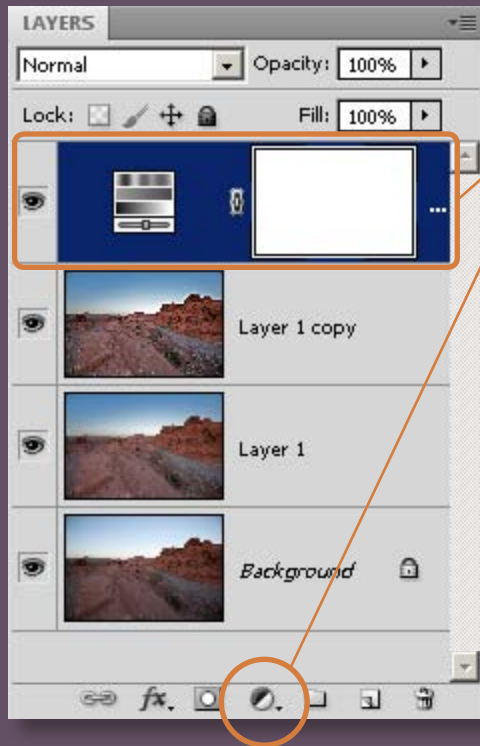 LAYERS
Normal Opacity: 100%
Lock: Fill: 100%
...
Layer 1 copy
Layer 1
Background
fx.